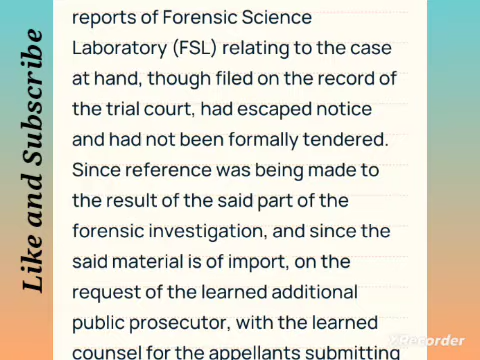 Like and Subscribe
reports of Forensic Science
Laboratory (FSL) relating to the case
at hand, though filed on the record of
the trial court, had escaped notice
and had not been formally tendered.
Since reference was being made to
the result of the said part of the
forensic investigation, and since the
said material is of import, on the
request of the learned additional
public prosecutor, with the learned
counsel for the appellants submitting
XRecorder